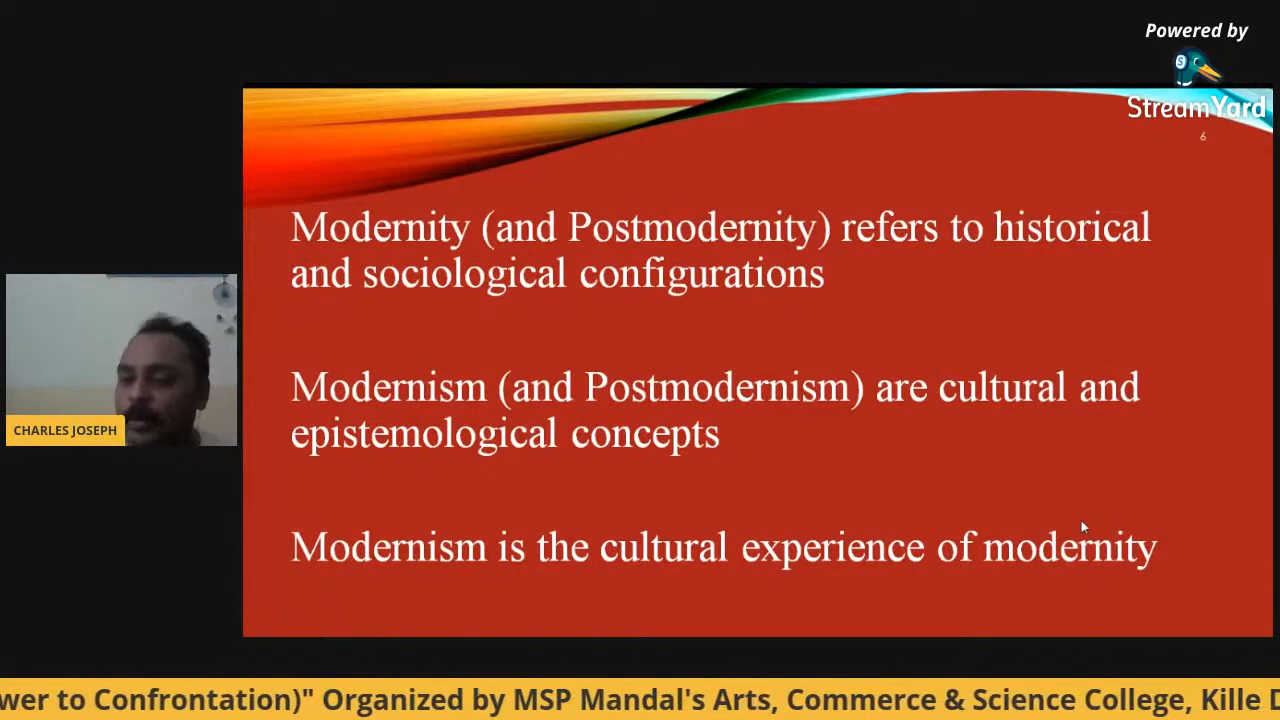 Powered by
StreamYard
6
Modernity (and Postmodernity) refers to historical
and sociological configurations
Modernism (and Postmodernism) are cultural and
epistemological concepts
Modernism is the cultural experience of modernity
CHARLES JOSEPH
to Confrontation)" Organized by MSP Mandal's Arts, Commerce & Science College, Kille